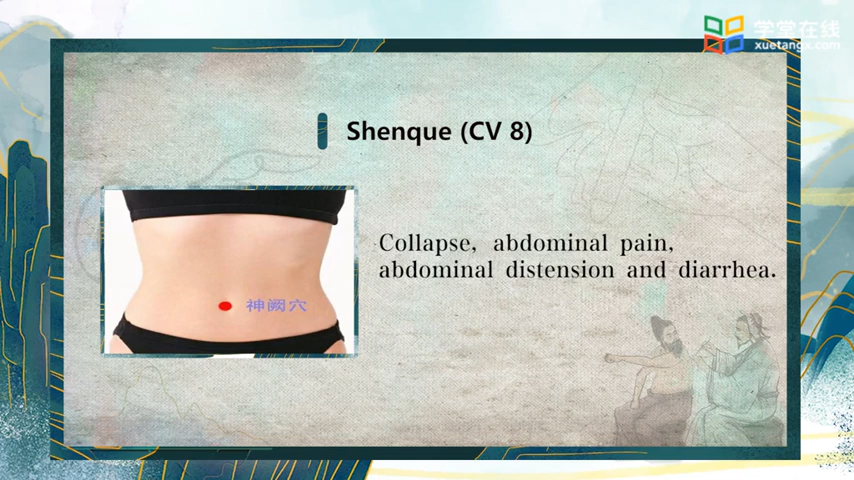 学堂在线
xuetangx.com
Shenque (CV 8)
Collapse, abdominal pain,
abdominal distension and diarrhea.
神阙穴